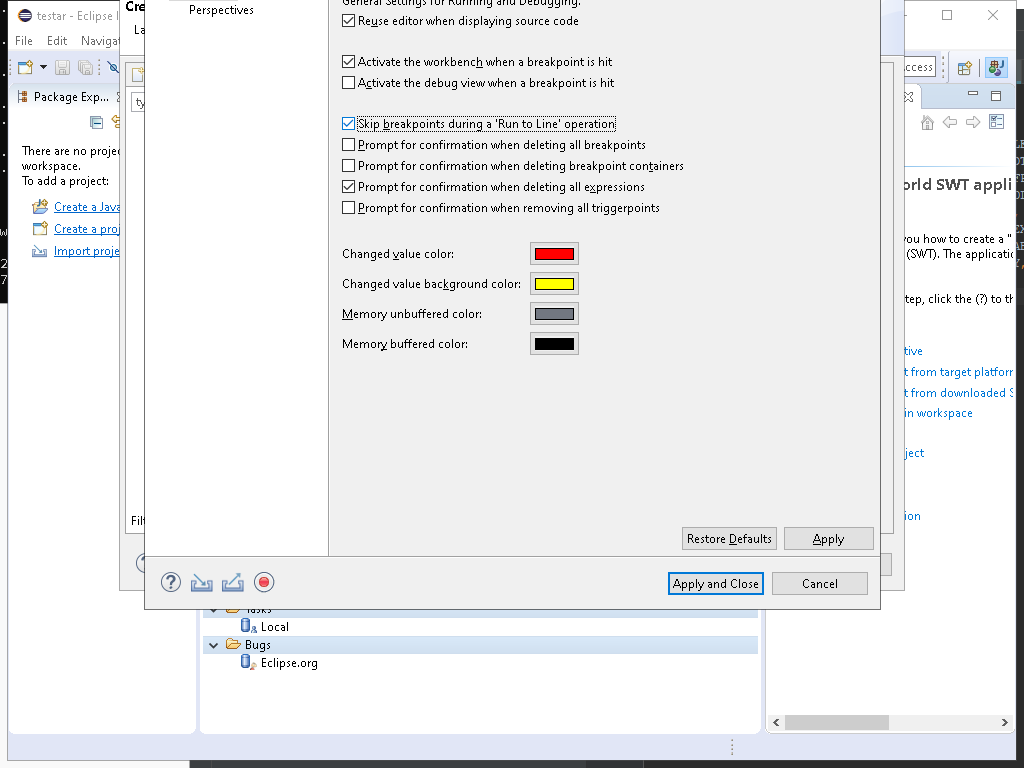 testar - Eclipse I
File Edit Navigat
Cre
La
Perspectives
General Settings for Running and Debugging.
Reuse editor when displaying source code
Activate the workbench when a breakpoint is hit
Activate the debug view when a breakpoint is hit
Skip breakpoints during a 'Run to Line' operation
Prompt for confirmation when deleting all breakpoints
Prompt for confirmation when deleting breakpoint containers
Prompt for confirmation when deleting all expressions
Prompt for confirmation when removing all triggerpoints
Changed value color:
Changed value background color:
Memory unbuffered color:
Memory buffered color:
Restore Defaults
Apply
Apply and Close
Cancel
Package Exp...
ty
There are no projec
workspace.
To add a project:
Create a Java
Create a proj
Import proje
Filt
ccess
orld SWT appli
you how to create a "
(SWT). The applicatio
tep, click the (?) to th
tive
t from target platforn
t from downloaded S
in workspace
ject
ion
Tasks
Local
Bugs
Eclipse.org